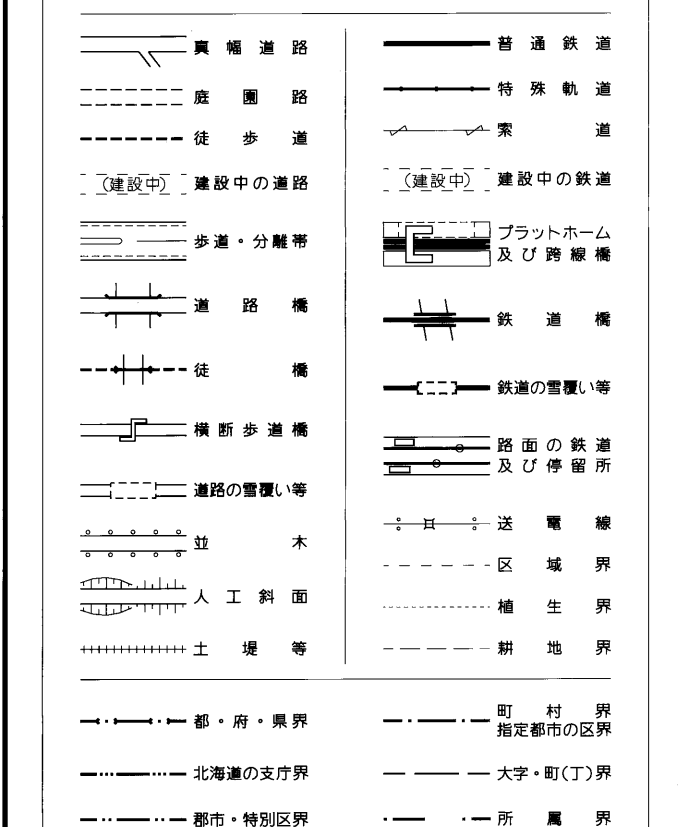 真幅道路
庭園路
徒歩道
(建設中) 建設中の道路
歩道・分離帯
道路橋
徒橋
横断歩道橋
道路の雪覆い等
並木
人工斜面
土堤等
普通鉄道
特殊軌道
索道
(建設中) 建設中の鉄道
プラットホーム
及び跨線橋
鉄道橋
鉄道の雪覆い等
路面の鉄道
及び停留所
送電線
区域界
植生界
耕地界
都・府・県界
北海道の支庁界
郡市・特別区界
町村界
指定都市の区界
大字・町(丁)界
所属界